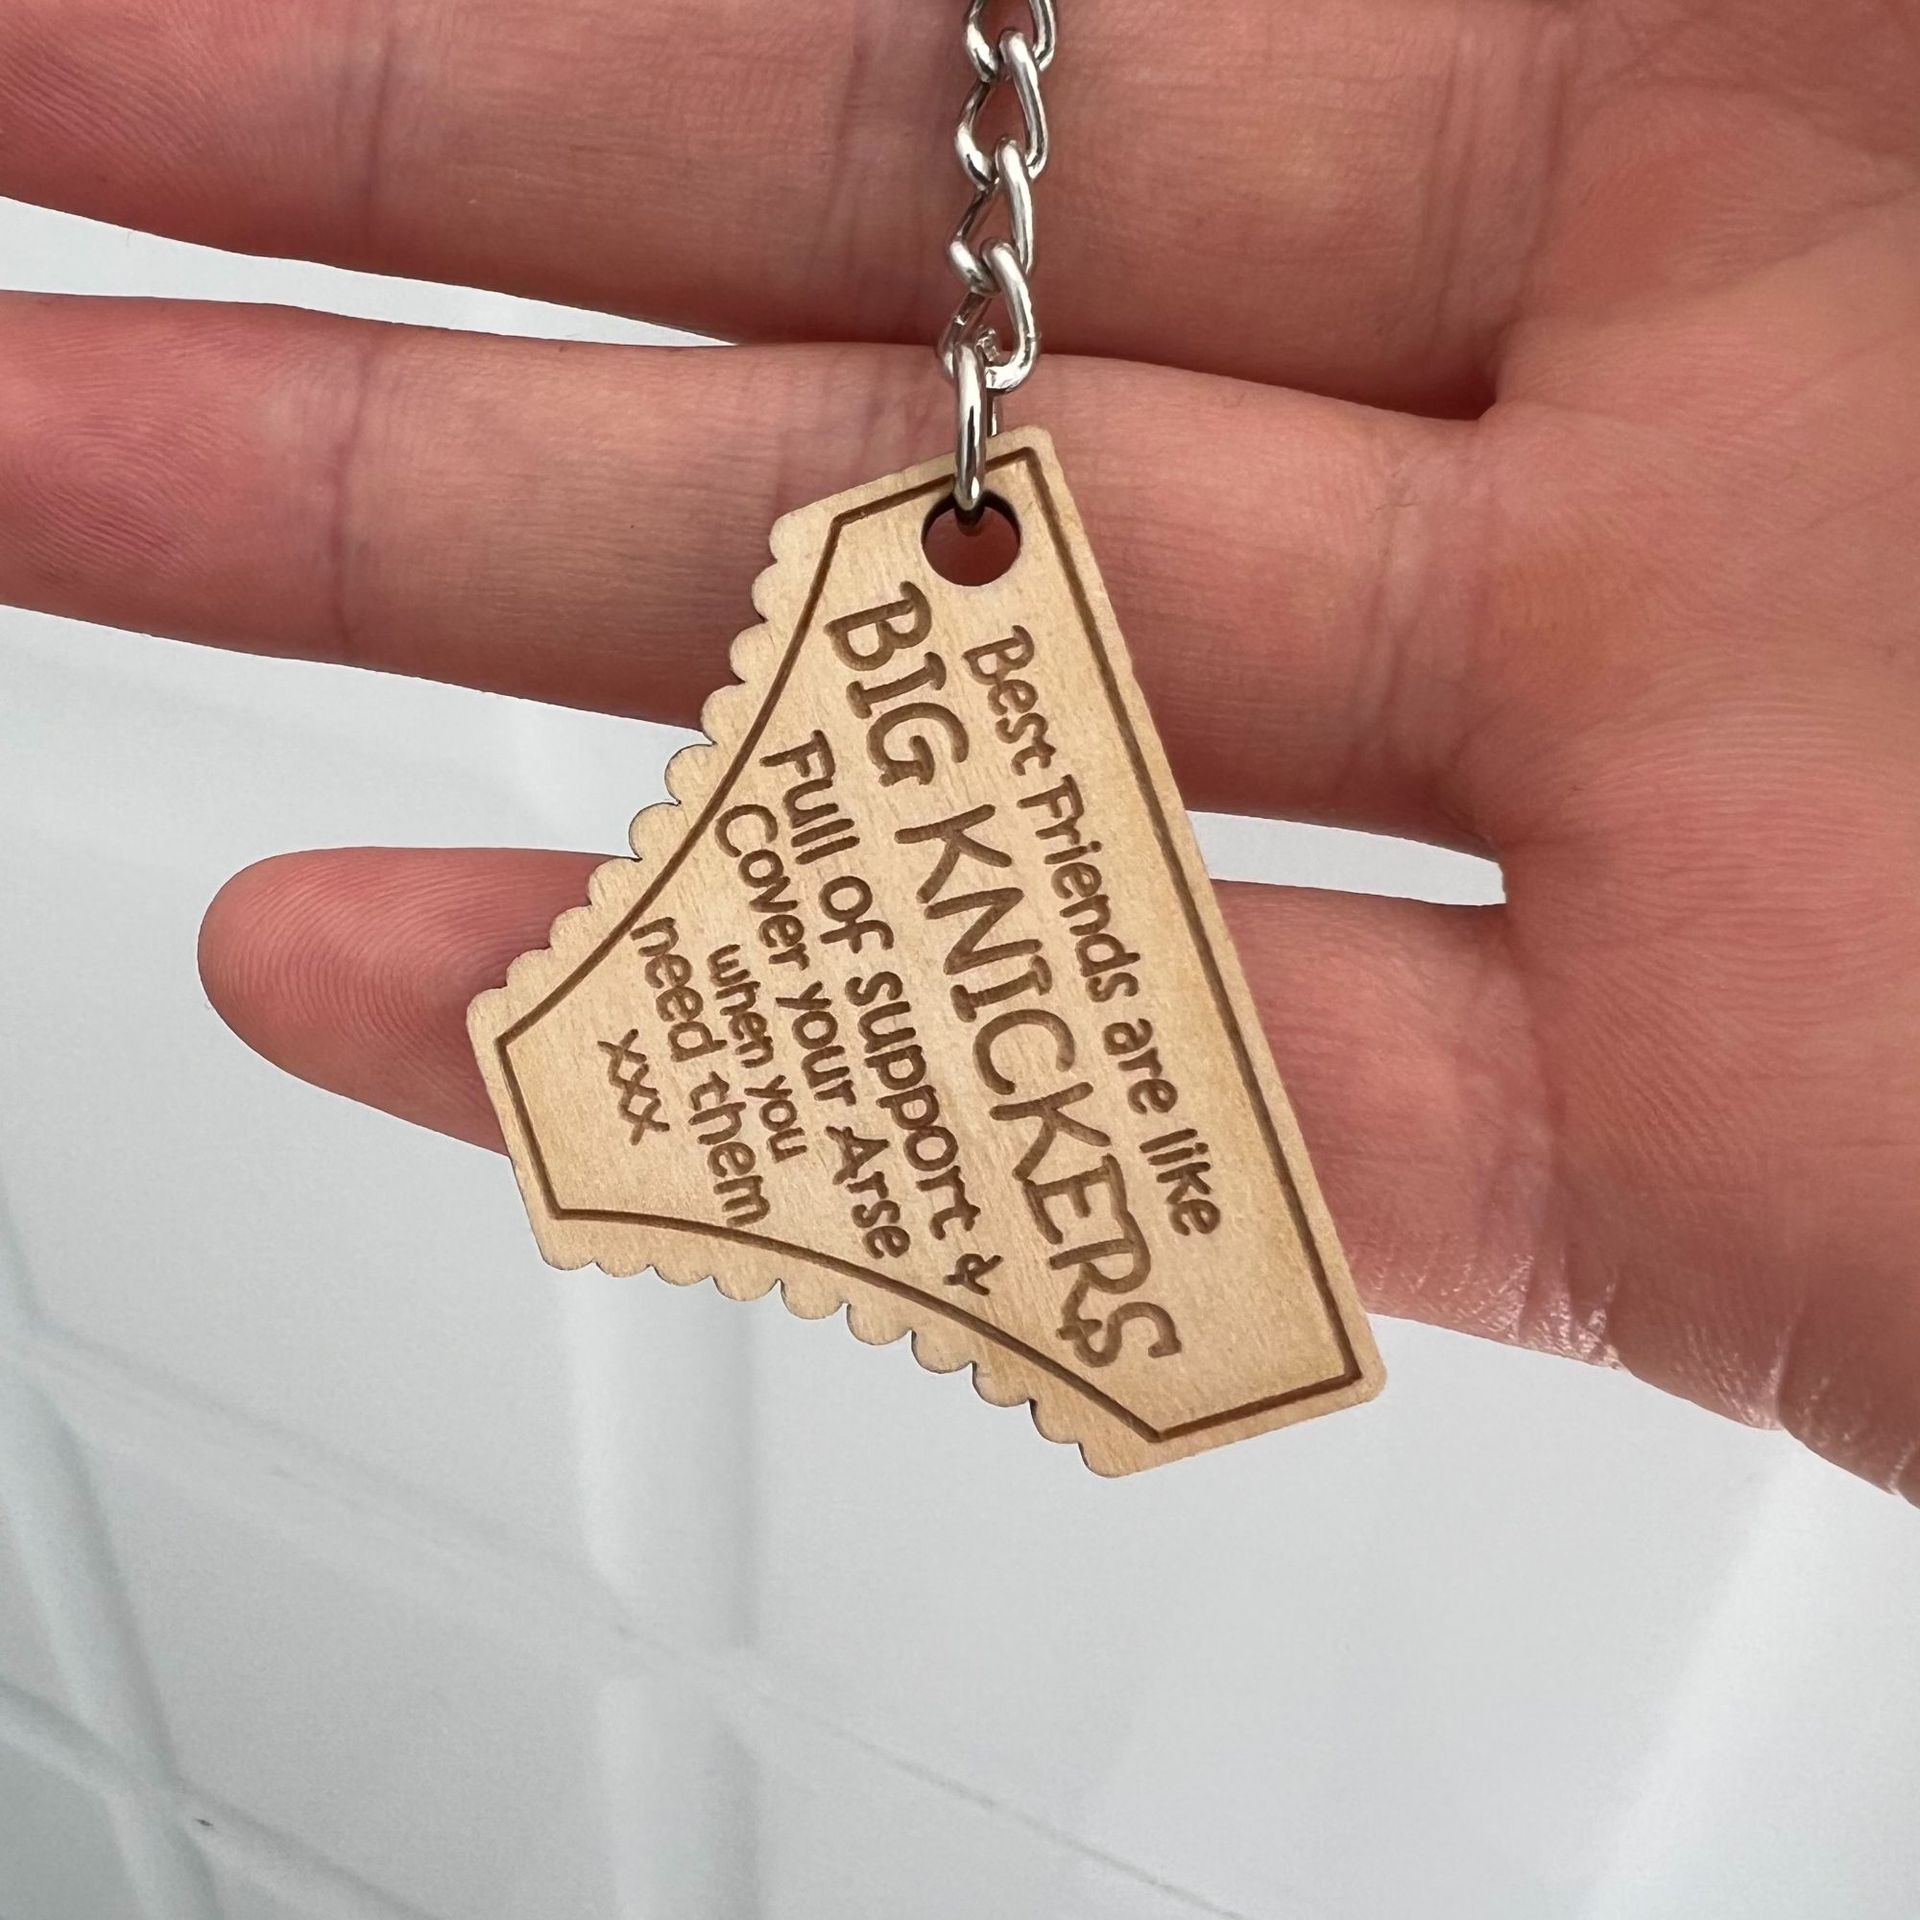 Best Friends are like
BIG KNICKERS
Full of support &
Cover your Arse
when you
need them
xxx